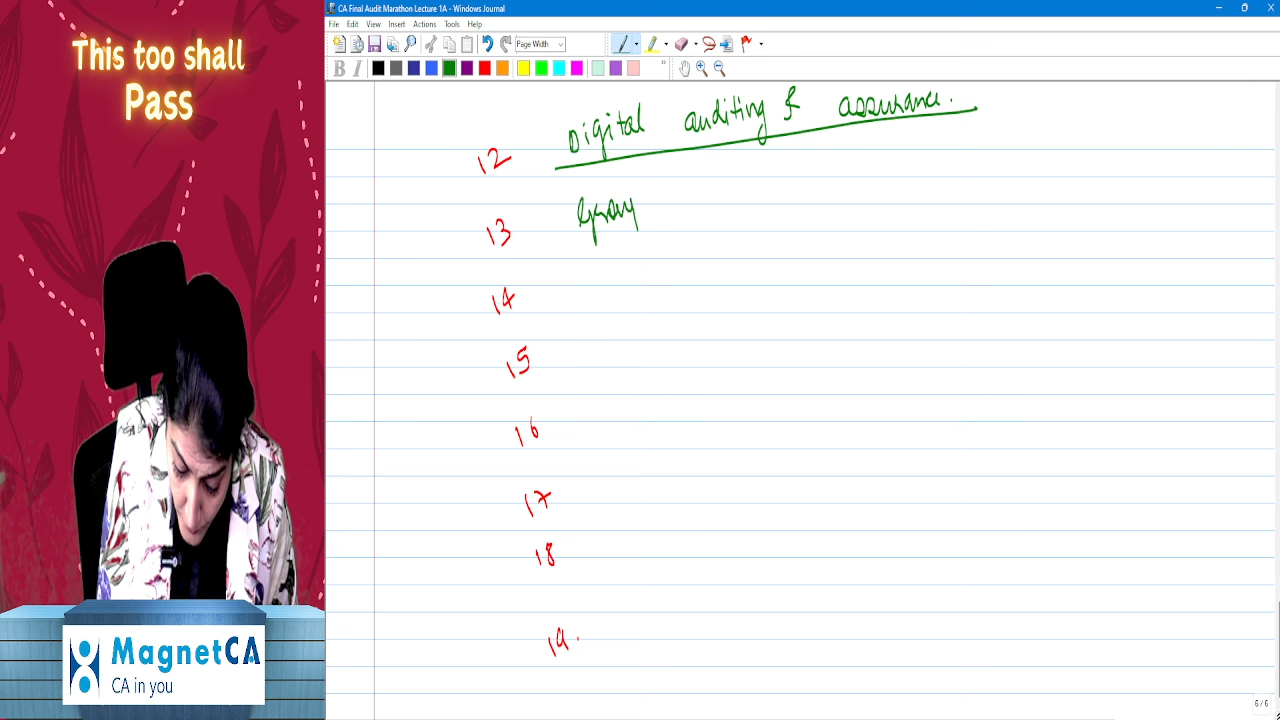 CA Final Audit Marathon Lecture 1A - Windows Journal
File Edit View Insert Actions Tools Help
Page Width
B I
This too shall
Pass
Digital auditing & assurance.
12
13
14
15
16
17
18
19.
MagnetCA
CA in you
6 / 6